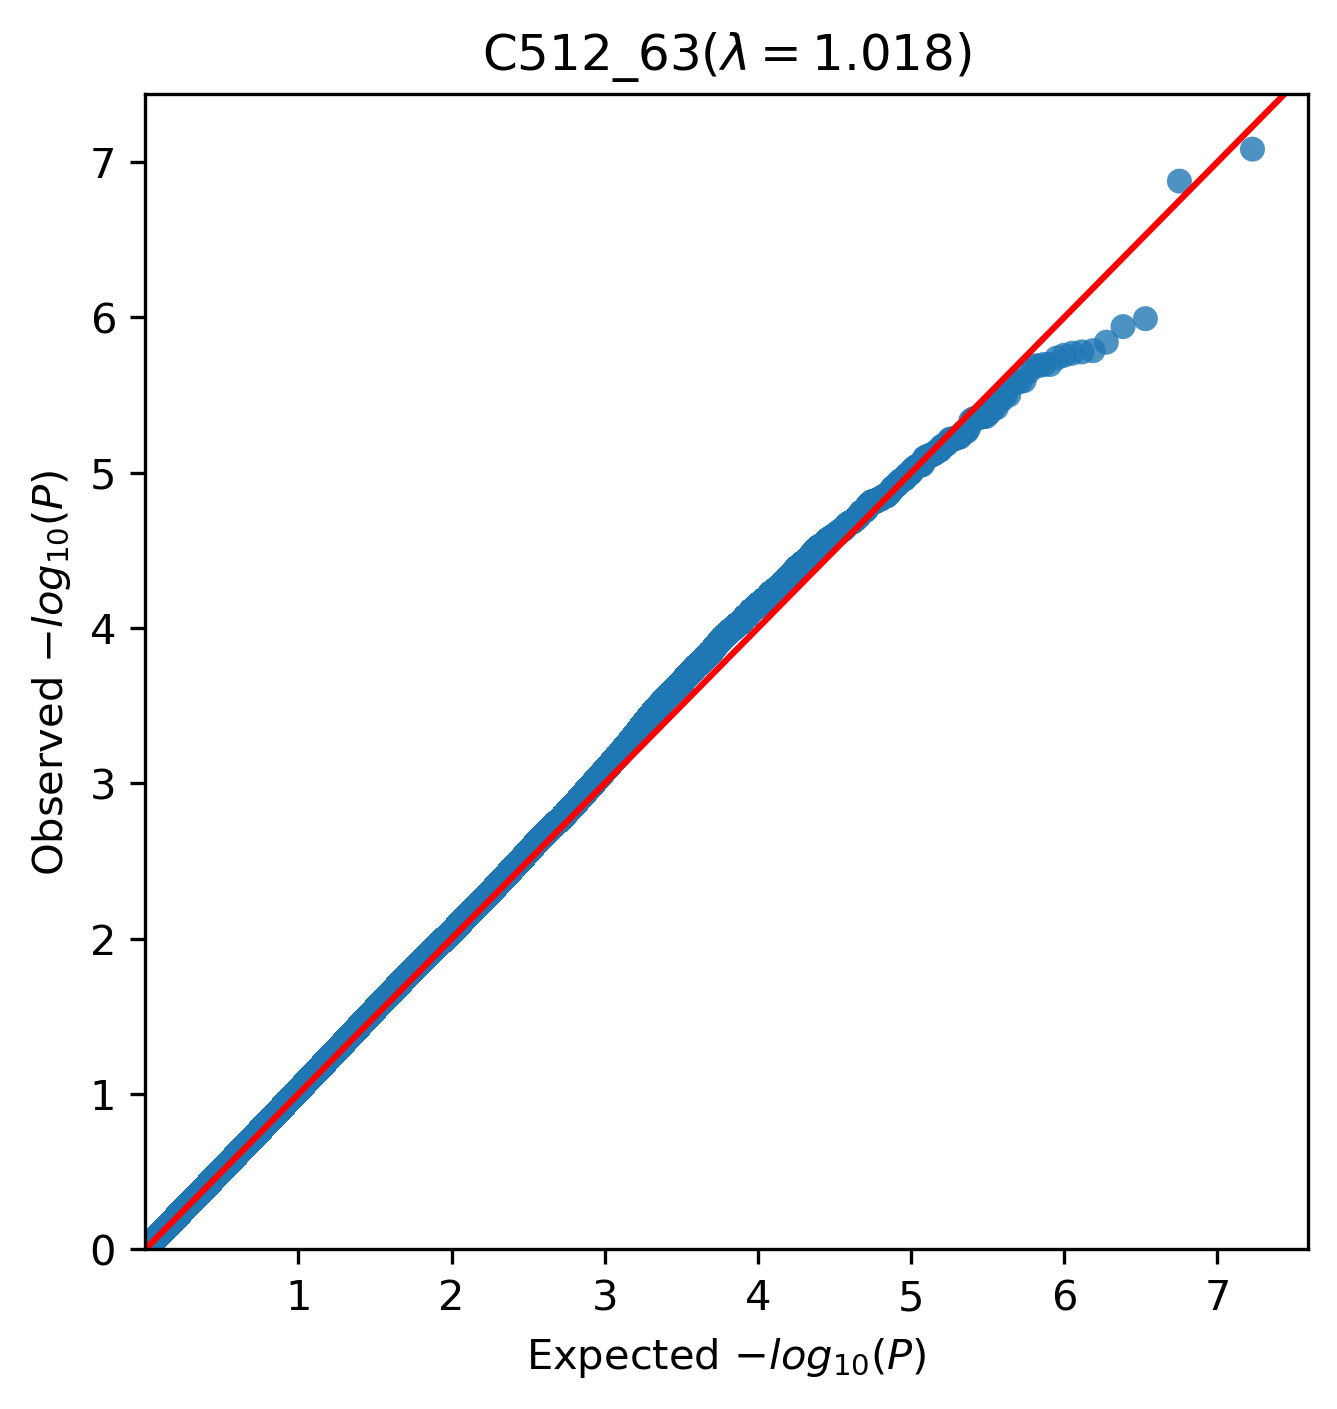 C512_63(λ = 1.018)
Observed −log₁₀(P)
7
6
5
4
3
2
1
0
1 2 3 4 5 6 7
Expected −log₁₀(P)